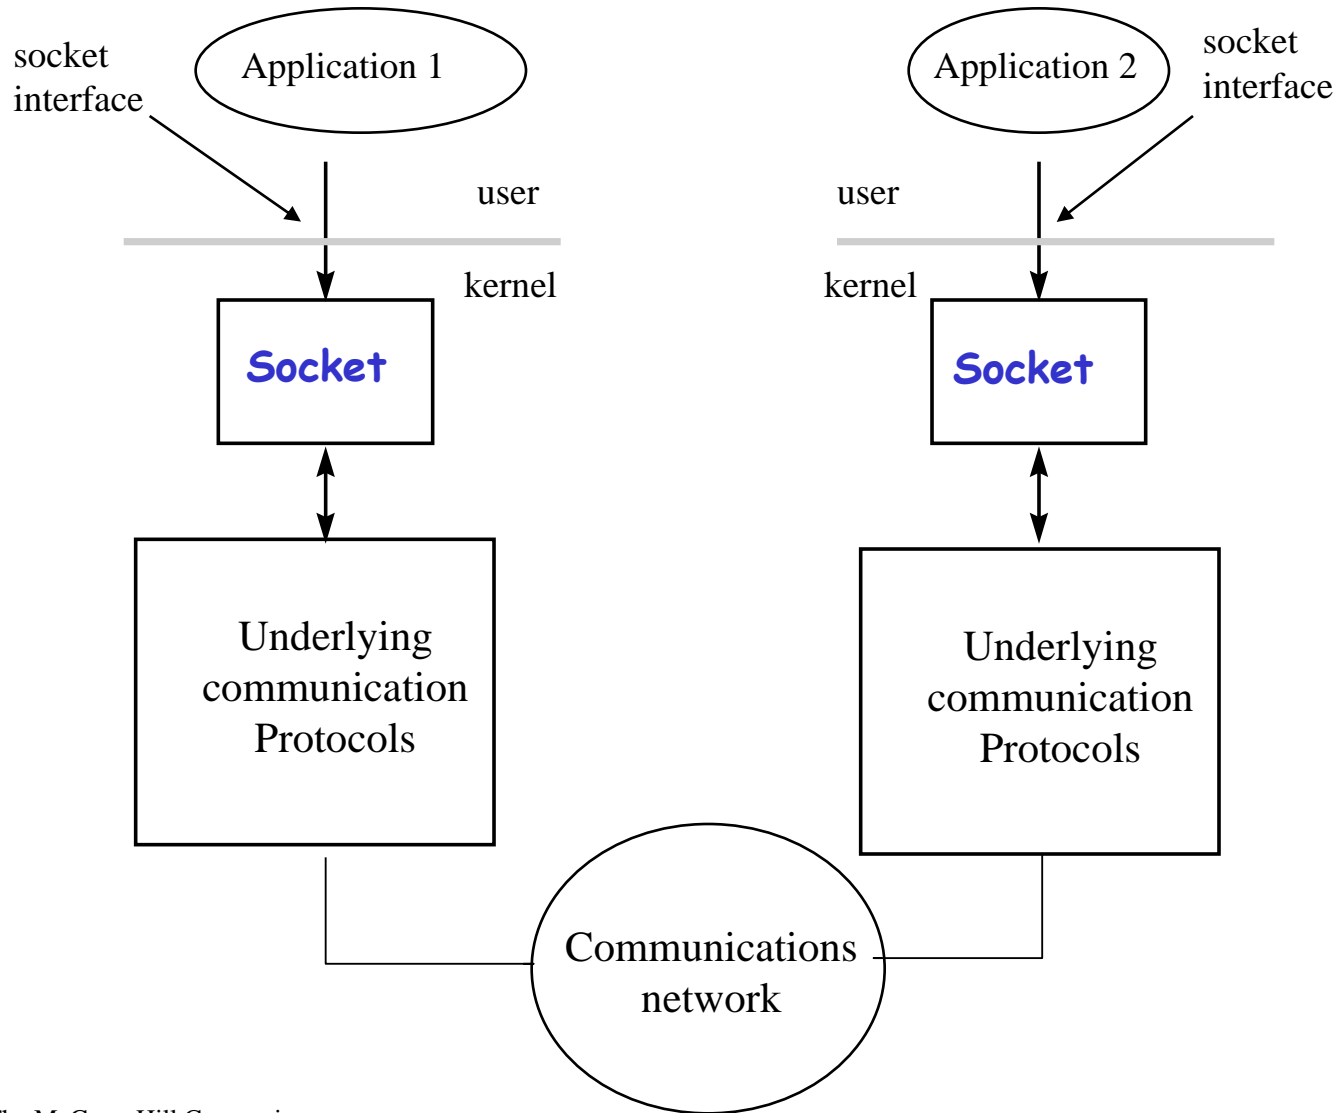 socket
interface
Application 1
Application 2
socket
interface
user
user
kernel
kernel
Socket
Socket
Underlying
communication
Protocols
Underlying
communication
Protocols
Communications
network